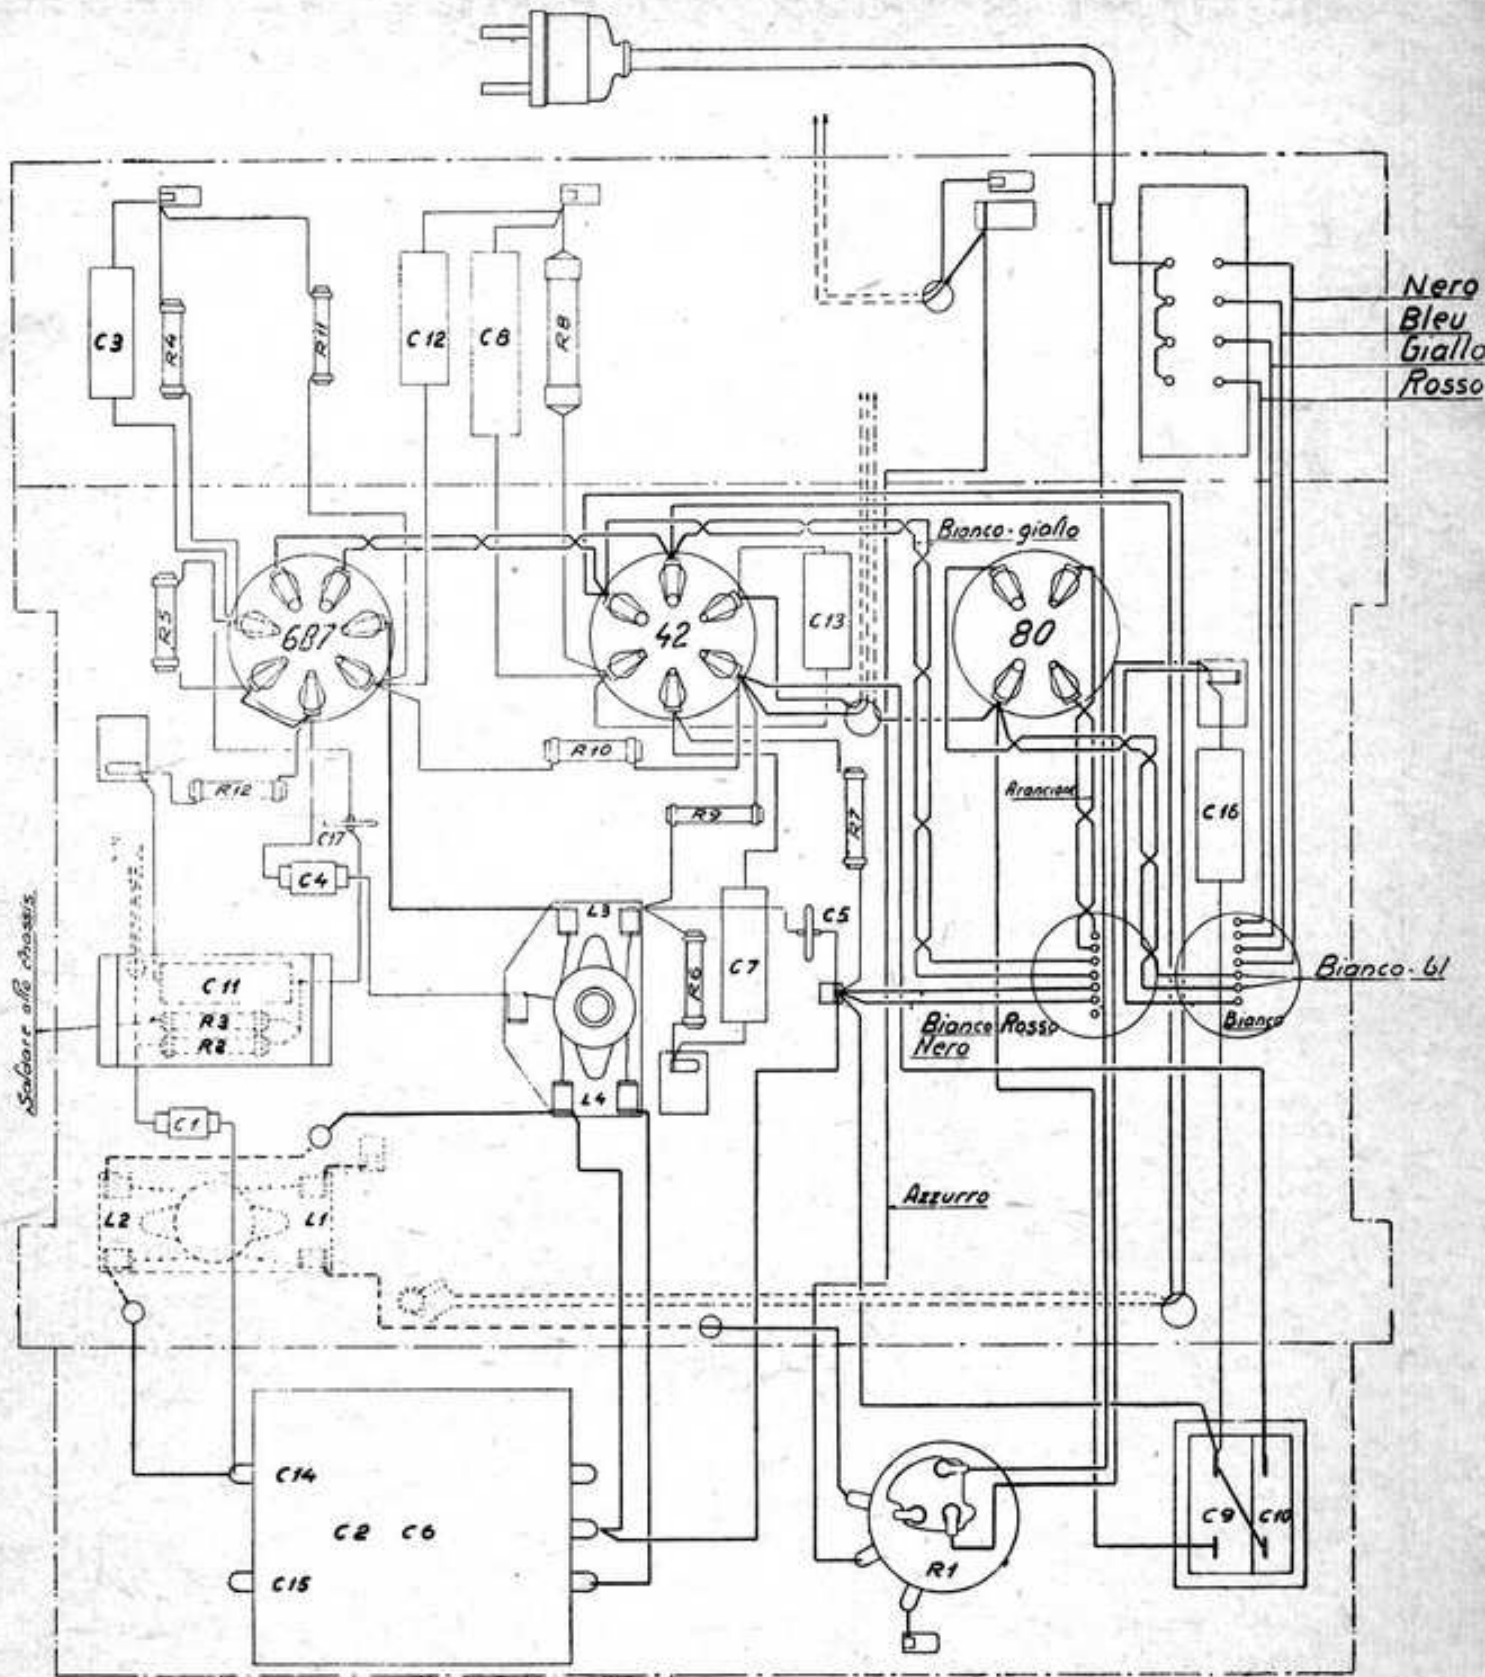 Nero
Bleu
Giallo
Rosso
C3
R4
R11
C12
C8
R8
Bianco-giallo
R5
6B7
42
C13
80
R10
R12
R9
R7
Arancione
C16
C17
C4
L3
C5
C11
R3
R2
R6
C7
Saldare allo chassis
Bianco-bl
Bianco Rosso
Nero
Bianco
L4
C1
L2
L1
Azzurro
C14
C2 C6
C15
R1
C9
C10